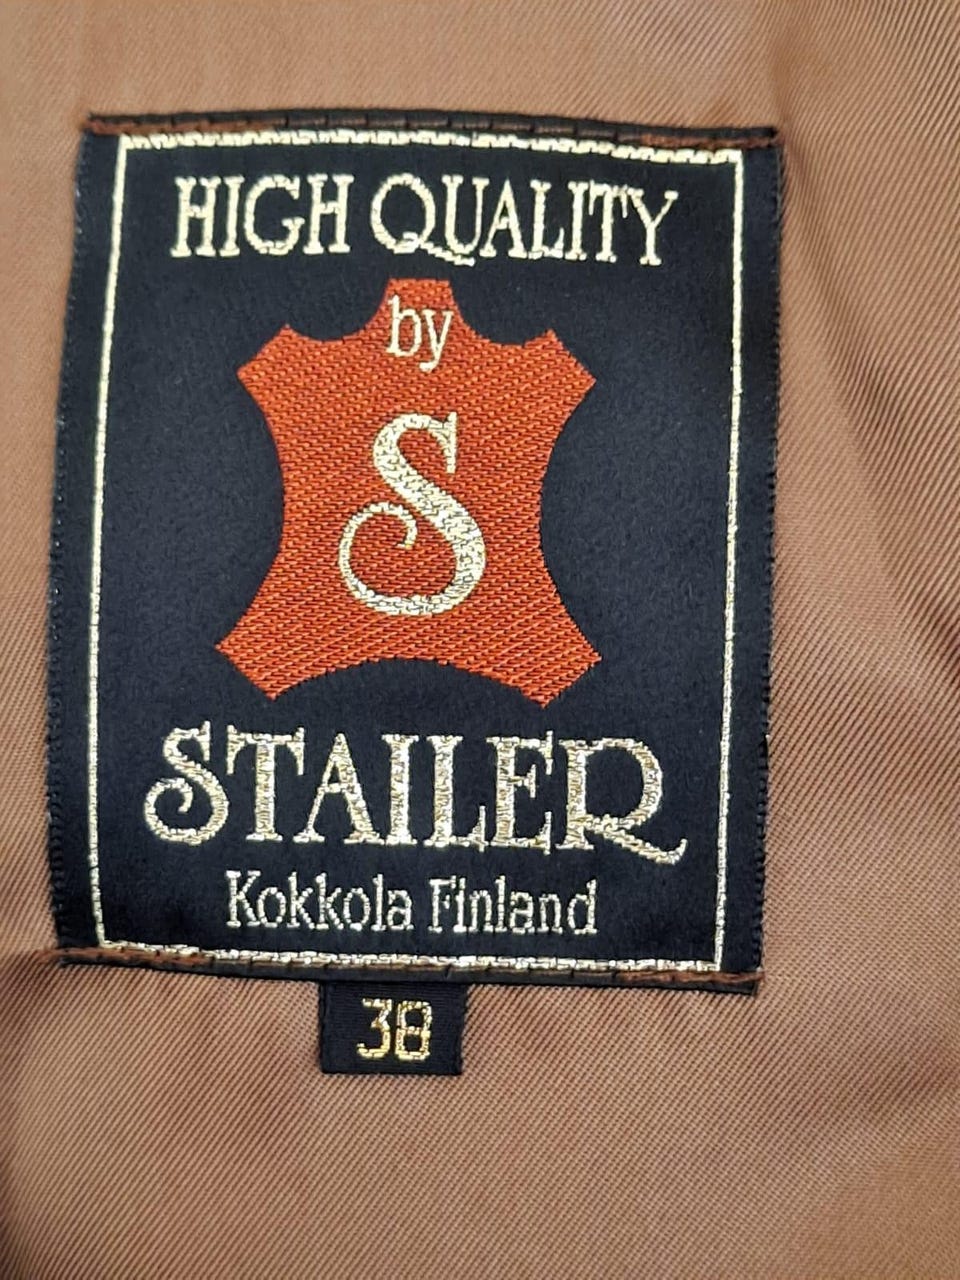 HIGH QUALITY
by
S
STAILER
Kokkola Finland
38